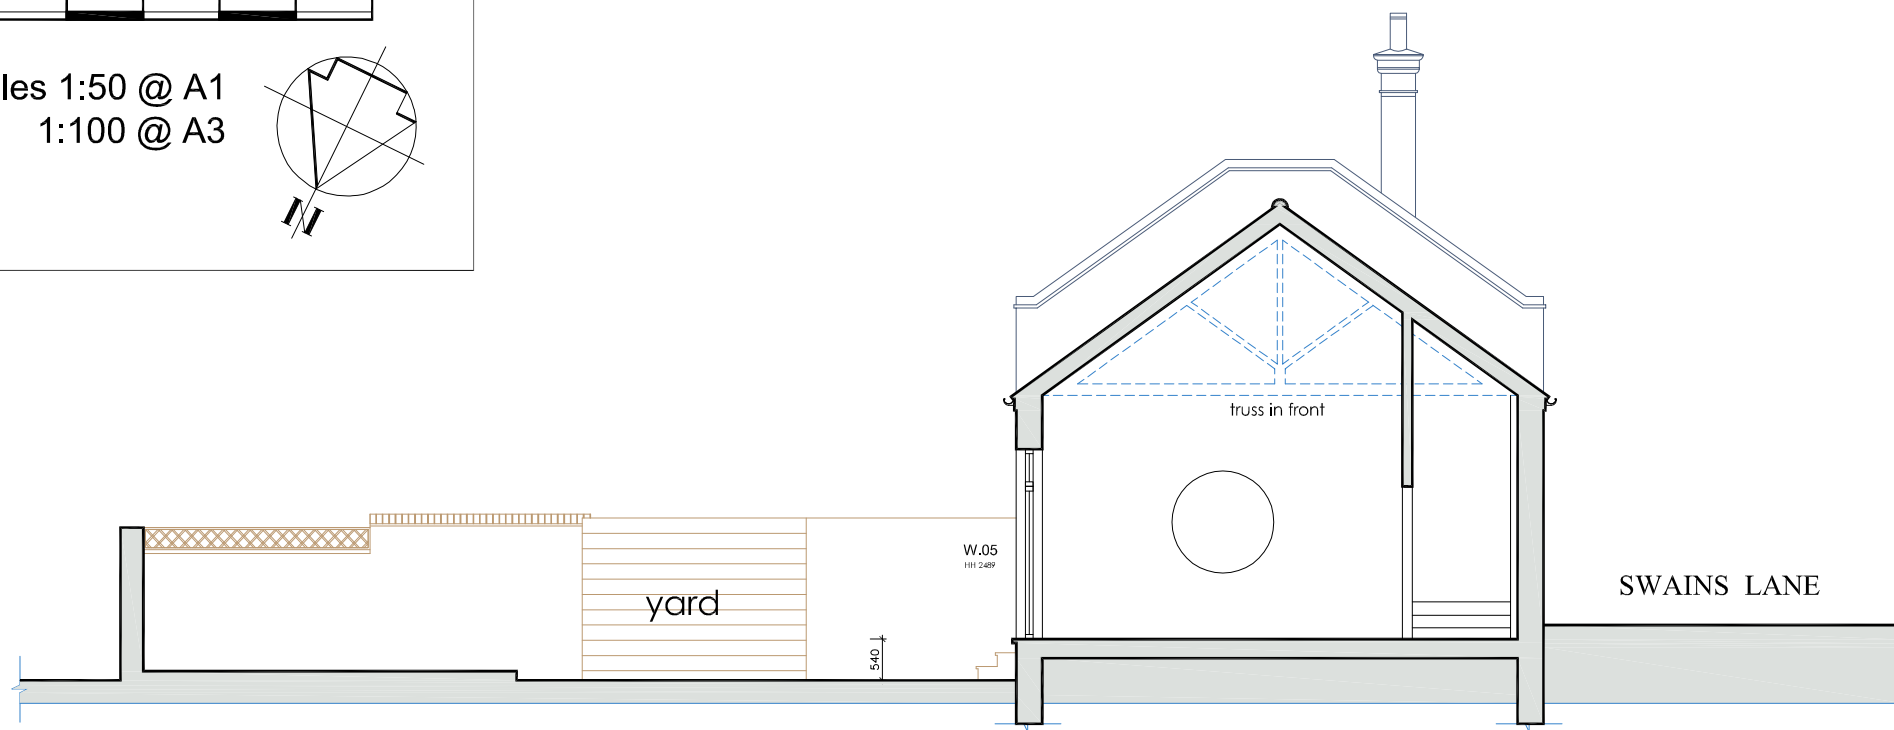 les 1:50 @ A1
1:100 @ A3
N
truss in front
W.05
HH 2489
yard
540
SWAINS LANE